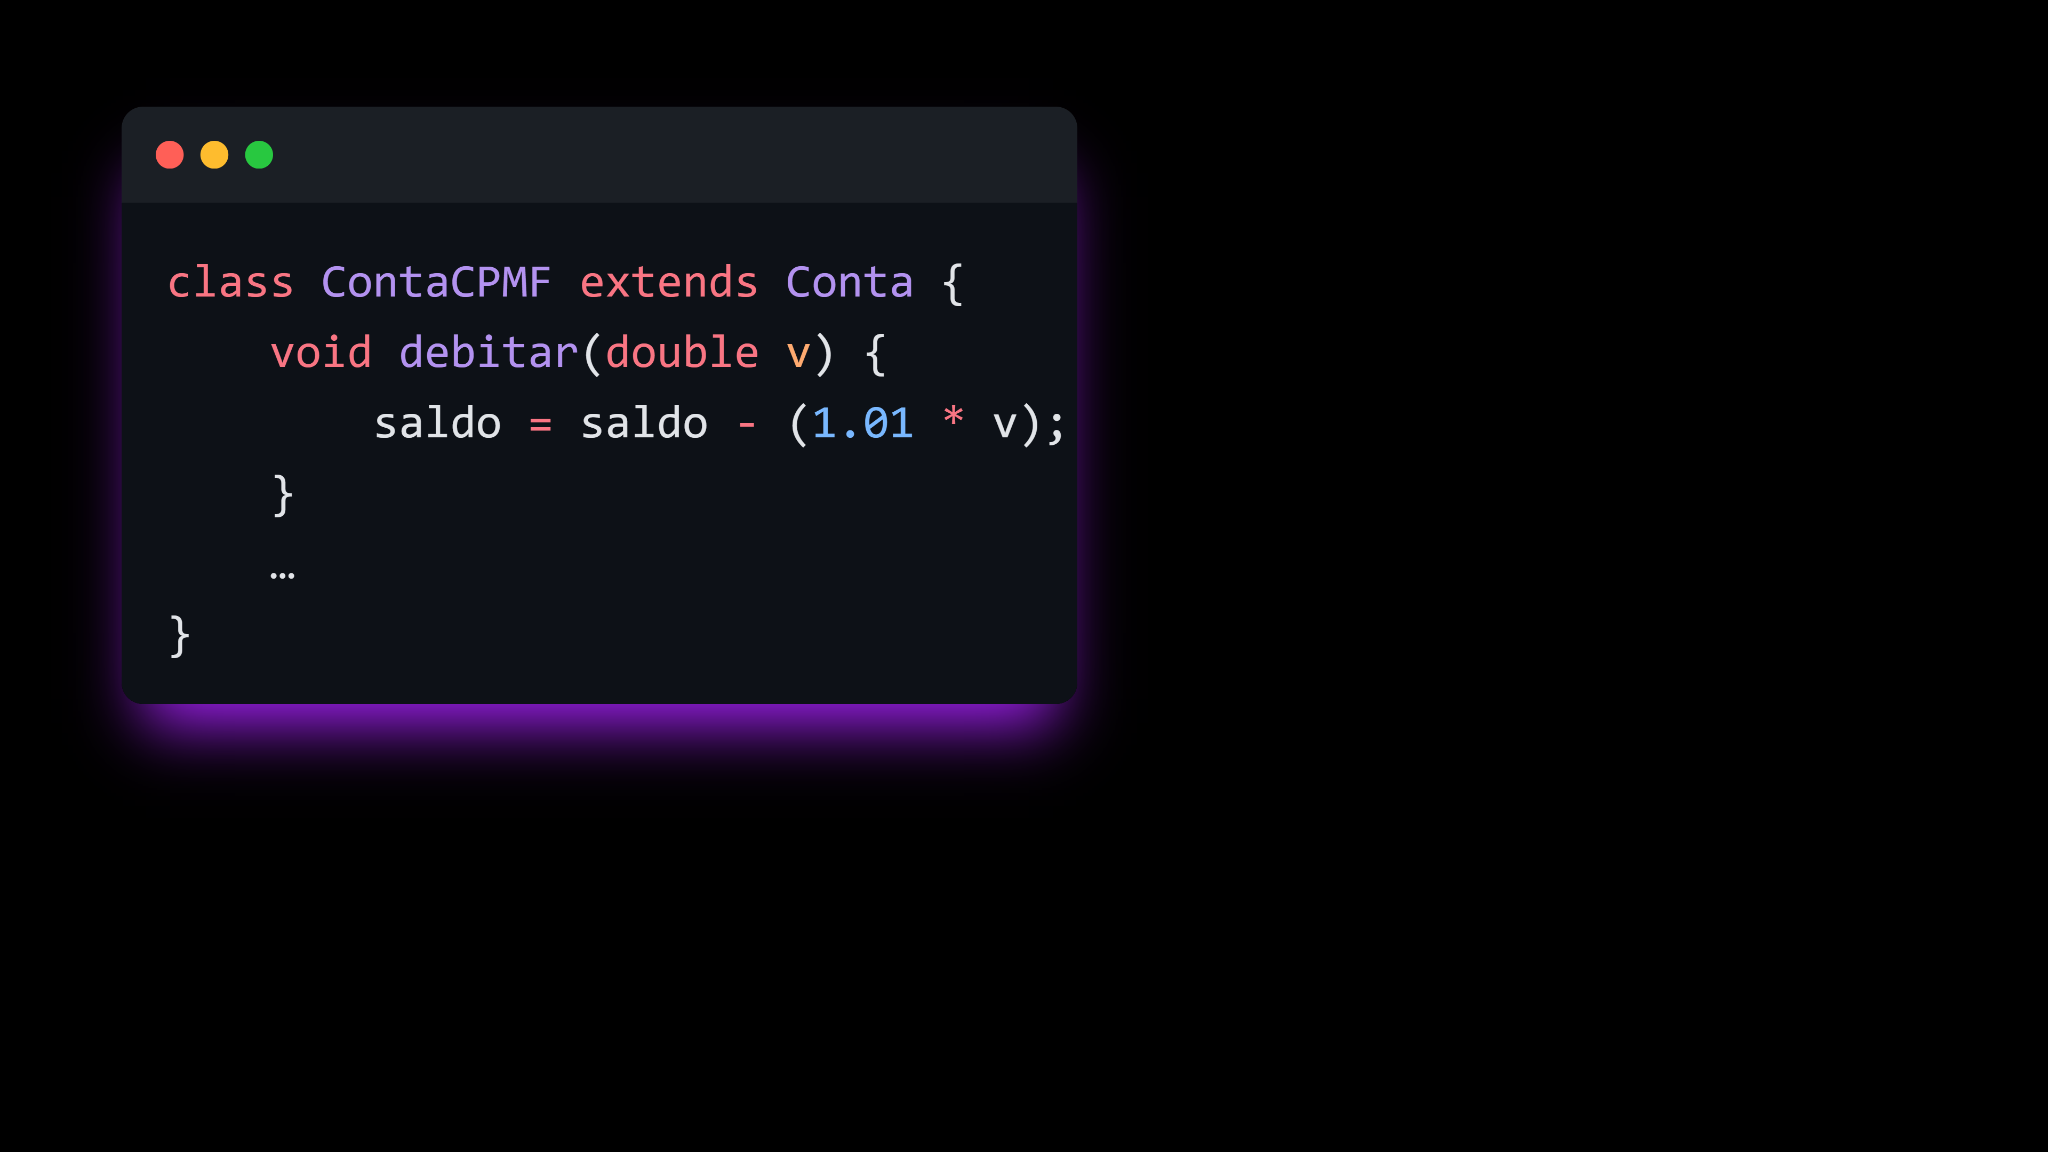 class ContaCPMF extends Conta {
    void debitar(double v) {
        saldo = saldo - (1.01 * v);
    }
    …
}